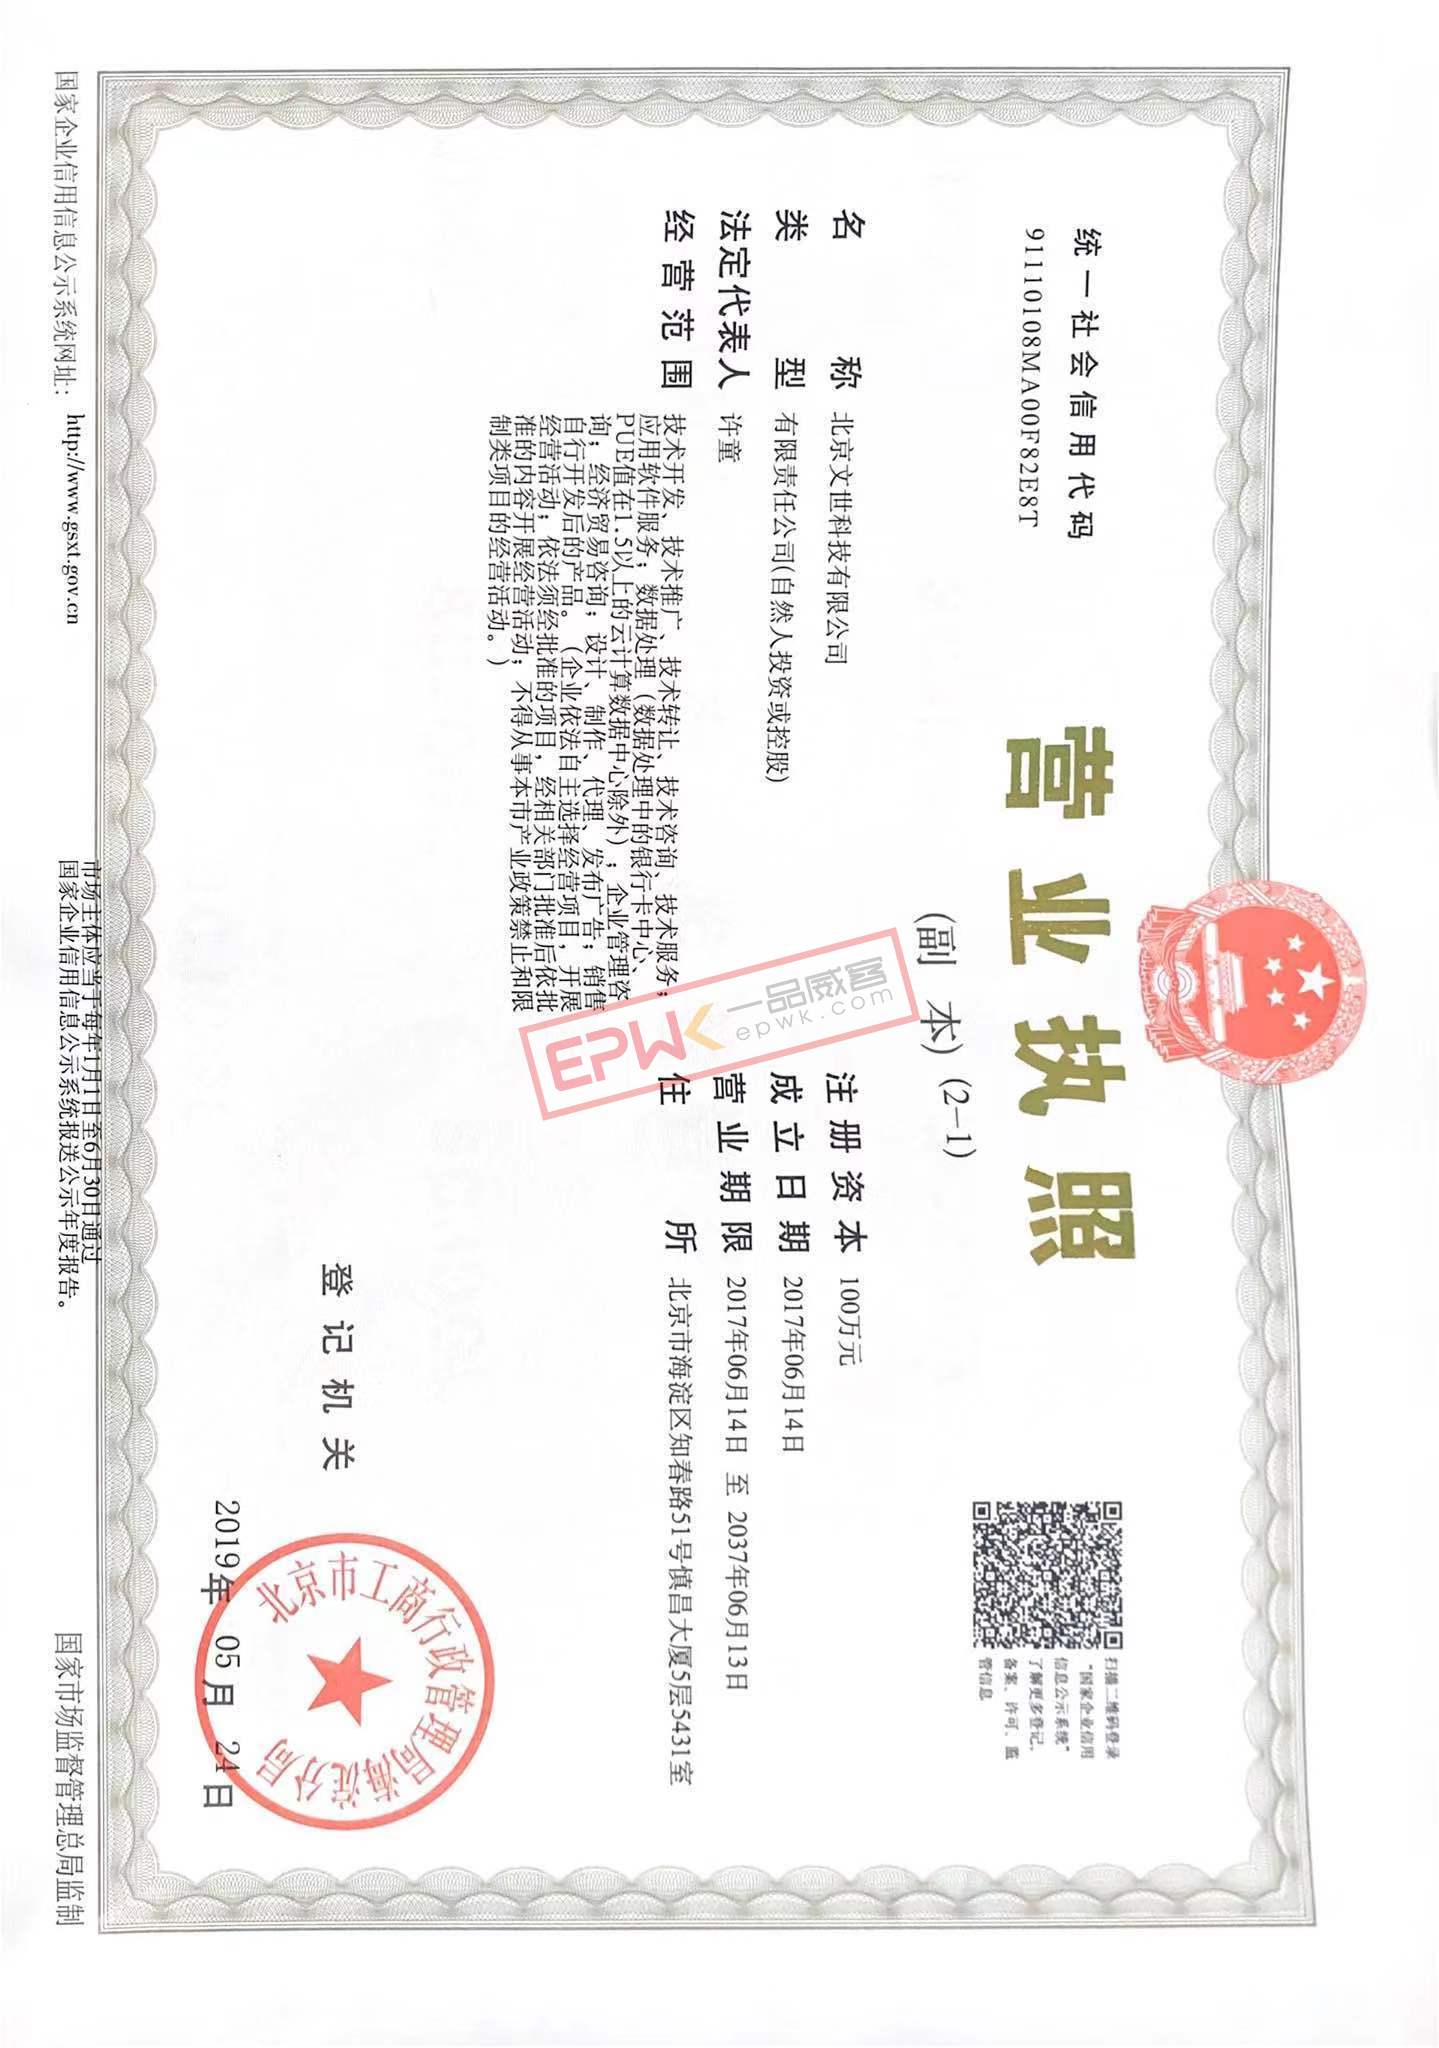 统一社会信用代码
91110108MA00F82E8T
营业执照
(副 本) (2-1)
扫描二维码登录
“国家企业信用
信息公示系统”
了解更多登记、
备案、许可、监
管信息
名 称 北京文世科技有限公司
类 型 有限责任公司(自然人投资或控股)
法定代表人 许童
经营范围 技术开发、技术推广、技术转让、技术咨询、技术服务;
应用软件服务;数据处理(数据处理中的银行卡中心、
PUE值在1.5以上的云计算数据中心除外);企业管理咨
询;经济贸易咨询;设计、制作、代理、发布广告;销售
自行开发后的产品。(企业依法自主选择经营项目,开展
经营活动;依法须经批准的项目,经相关部门批准后依批
准的内容开展经营活动;不得从事本市产业政策禁止和限
制类项目的经营活动。)
注册资本 100万元
成立日期 2017年06月14日
营业期限 2017年06月14日 至 2037年06月13日
住 所 北京市海淀区知春路51号慎昌大厦5层5431室
EPWK 一品威客
epwk.com
登记机关
北京市工商行政管理局海淀分局
2019年 05月 24日
国家企业信用信息公示系统网址: http://www.gsxt.gov.cn
市场主体应当于每年1月1日至6月30日通过
国家企业信用信息公示系统报送公示年度报告。
国家市场监督管理总局监制